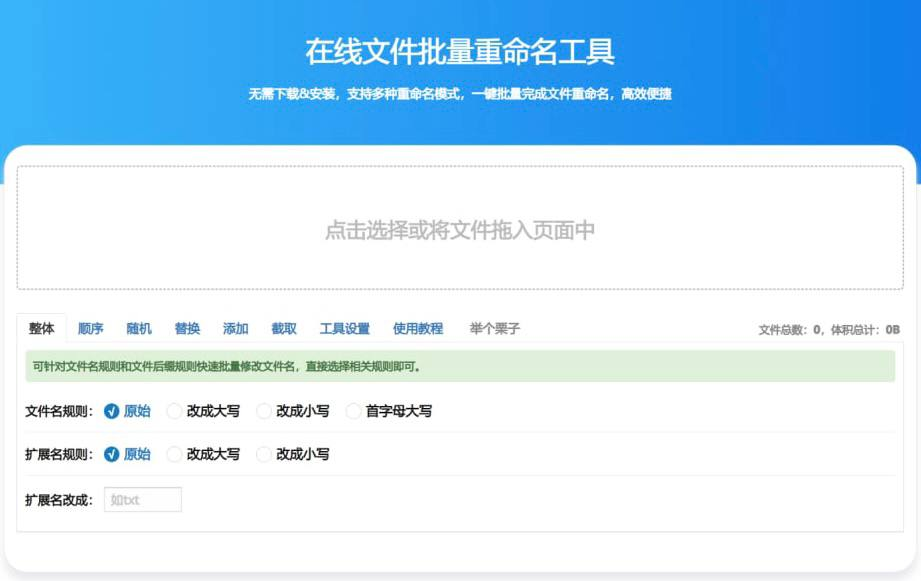 在线文件批量重命名工具
无需下载&安装，支持多种重命名模式，一键批量完成文件重命名，高效便捷
点击选择或将文件拖入页面中
整体 顺序 随机 替换 添加 截取 工具设置 使用教程 举个栗子 文件总数：0，体积总计：0B
可针对文件名规则和文件后缀规则快速批量修改文件名，直接选择相关规则即可。
文件名规则： 原始 改成大写 改成小写 首字母大写
扩展名规则： 原始 改成大写 改成小写
扩展名改成： 如txt